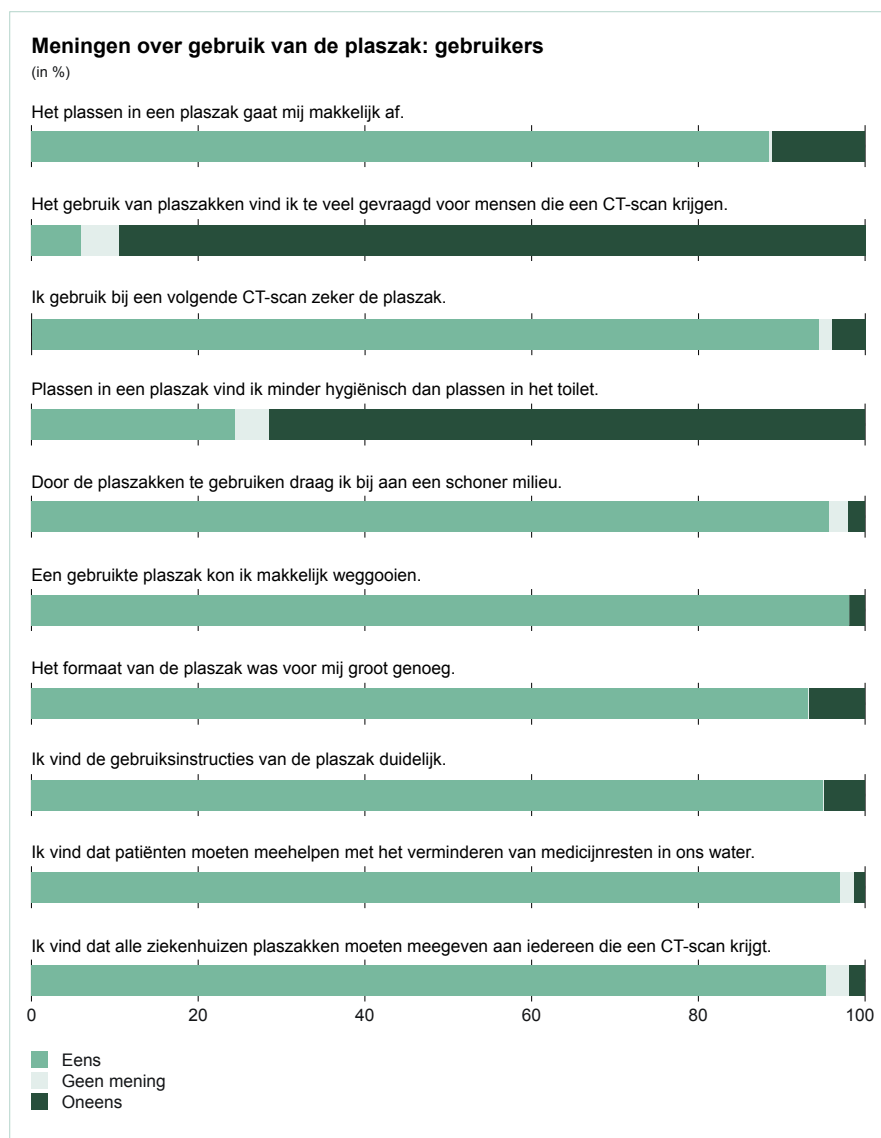 Meningen over gebruik van de plaszak: gebruikers
(in %)
Het plassen in een plaszak gaat mij makkelijk af.
Het gebruik van plaszakken vind ik te veel gevraagd voor mensen die een CT-scan krijgen.
Ik gebruik bij een volgende CT-scan zeker de plaszak.
Plassen in een plaszak vind ik minder hygiënisch dan plassen in het toilet.
Door de plaszakken te gebruiken draag ik bij aan een schoner milieu.
Een gebruikte plaszak kon ik makkelijk weggooien.
Het formaat van de plaszak was voor mij groot genoeg.
Ik vind de gebruiksinstructies van de plaszak duidelijk.
Ik vind dat patiënten moeten meehelpen met het verminderen van medicijnresten in ons water.
Ik vind dat alle ziekenhuizen plaszakken moeten meegeven aan iedereen die een CT-scan krijgt.
0 20 40 60 80 100
Eens
Geen mening
Oneens